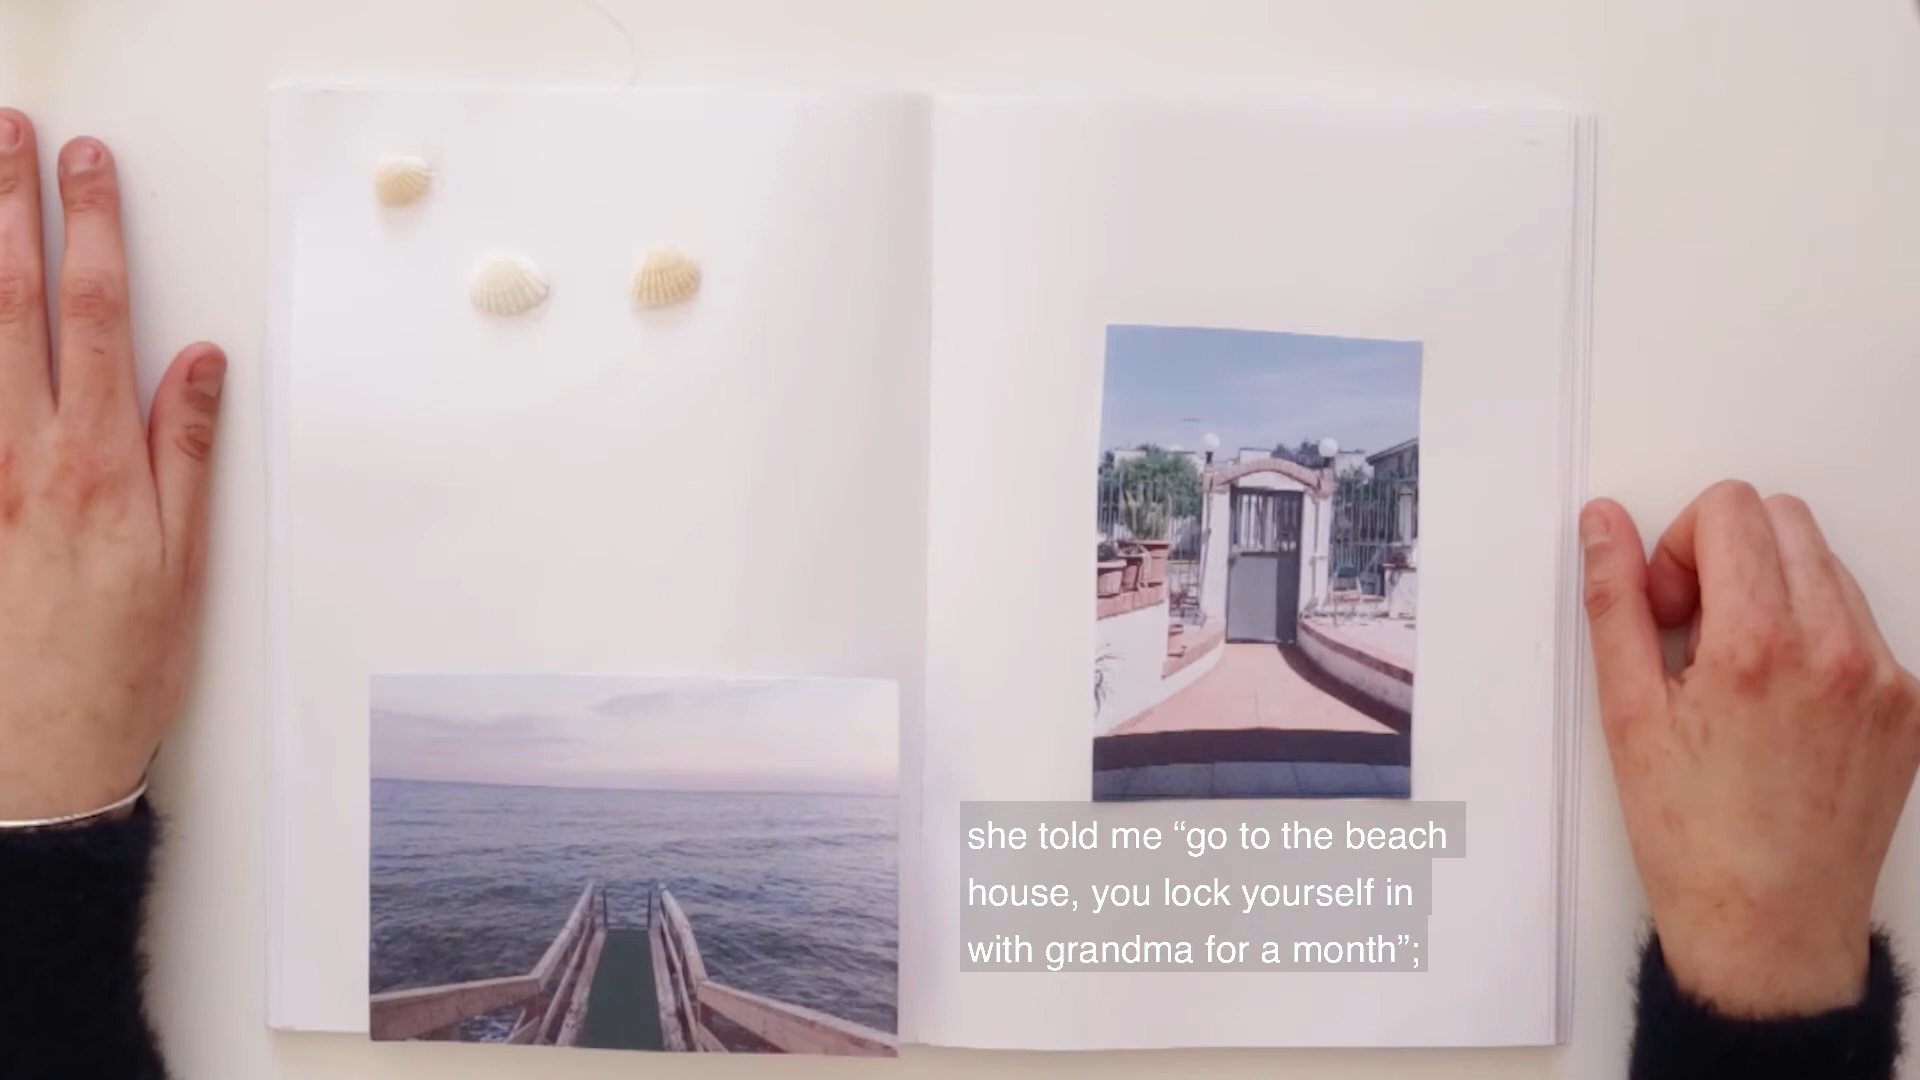 she told me “go to the beach
house, you lock yourself in
with grandma for a month”;